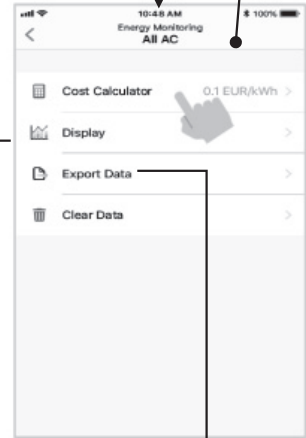 10:48 AM
100%
Energy Monitoring
All AC
Cost Calculator 0.1 EUR/kWh
Display
Export Data
Clear Data